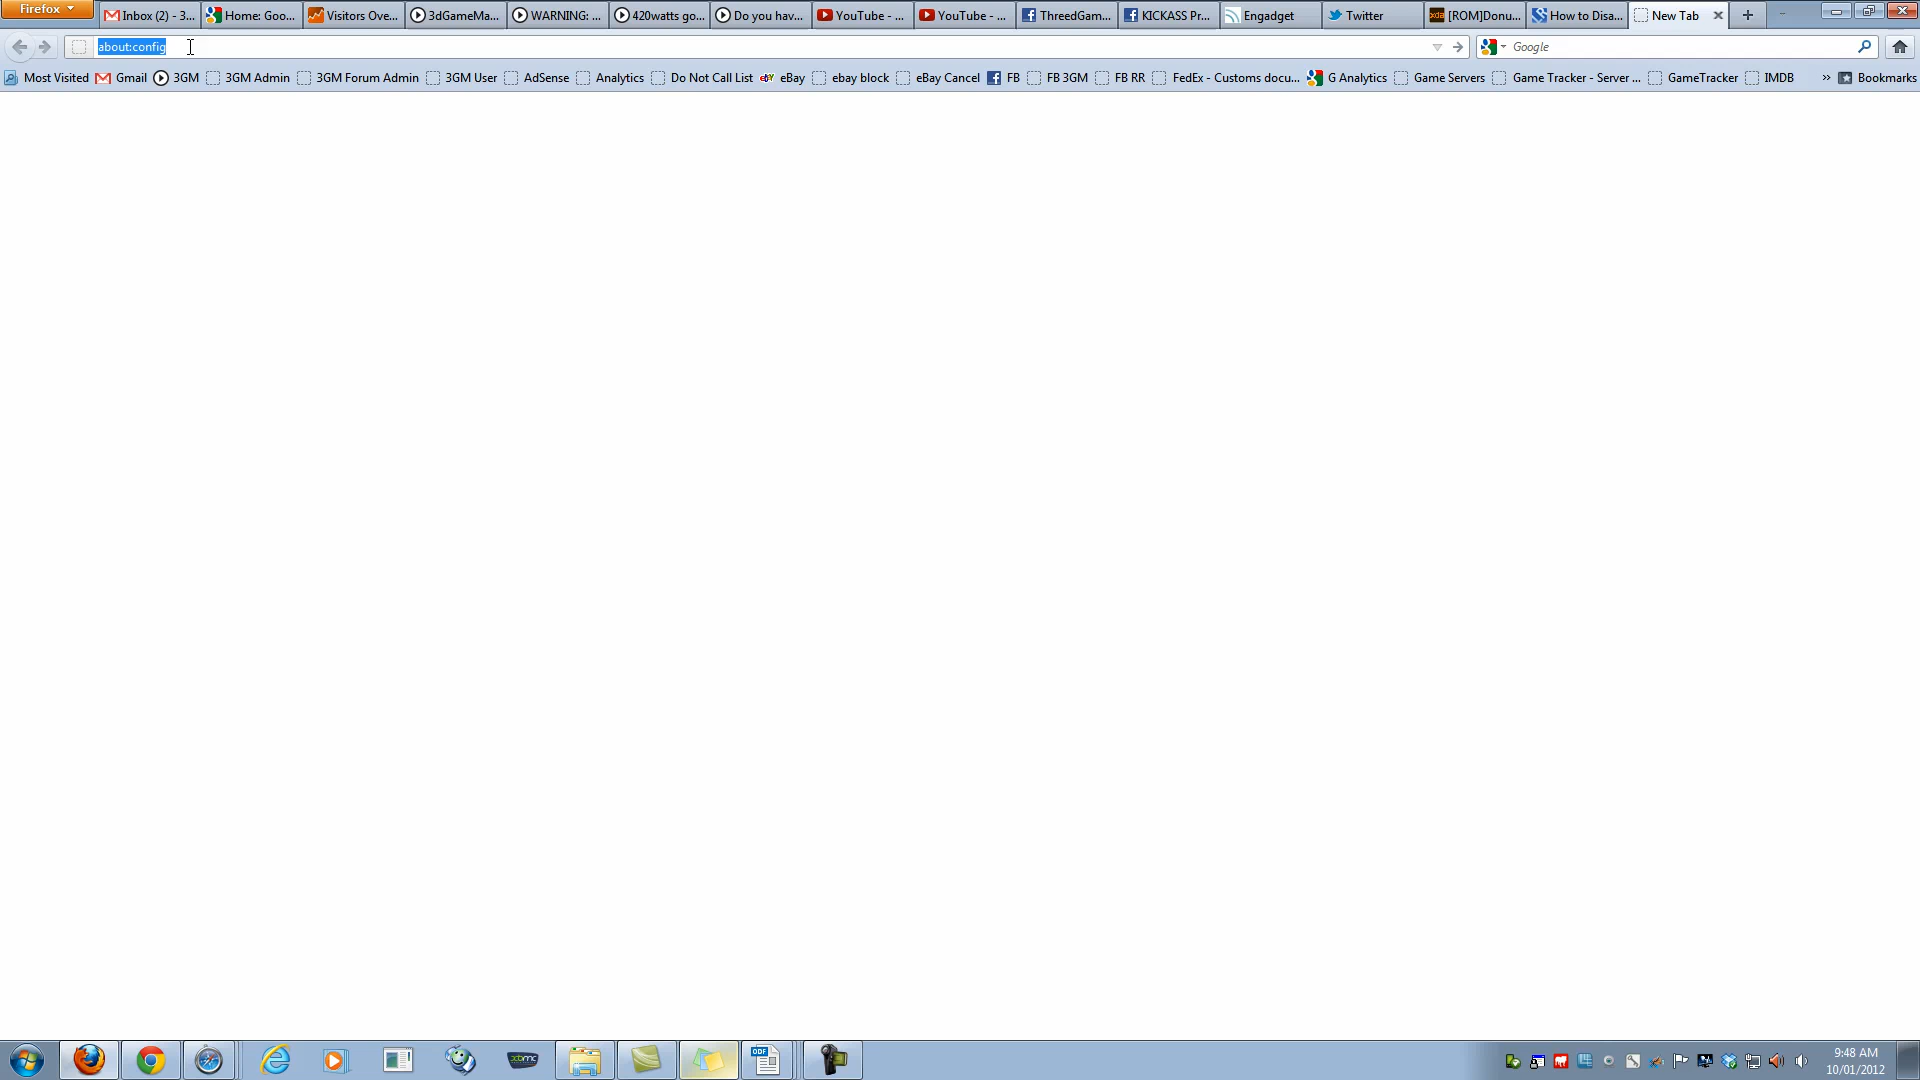 Firefox
Inbox (2) - 3...
Home: Goo...
Visitors Ove...
3dGameMa...
WARNING: ...
420watts go...
Do you hav...
YouTube - ...
YouTube - ...
ThreedGam...
KICKASS Pr...
Engadget
Twitter
[ROM]Donu...
How to Disa...
New Tab
about:config
Google
Most Visited
Gmail
3GM
3GM Admin
3GM Forum Admin
3GM User
AdSense
Analytics
Do Not Call List
eBay
ebay block
eBay Cancel
FB
FB 3GM
FB RR
FedEx - Customs docu...
G Analytics
Game Servers
Game Tracker - Server ...
GameTracker
IMDB
Bookmarks
xbmc
ODF
9:48 AM
10/01/2012